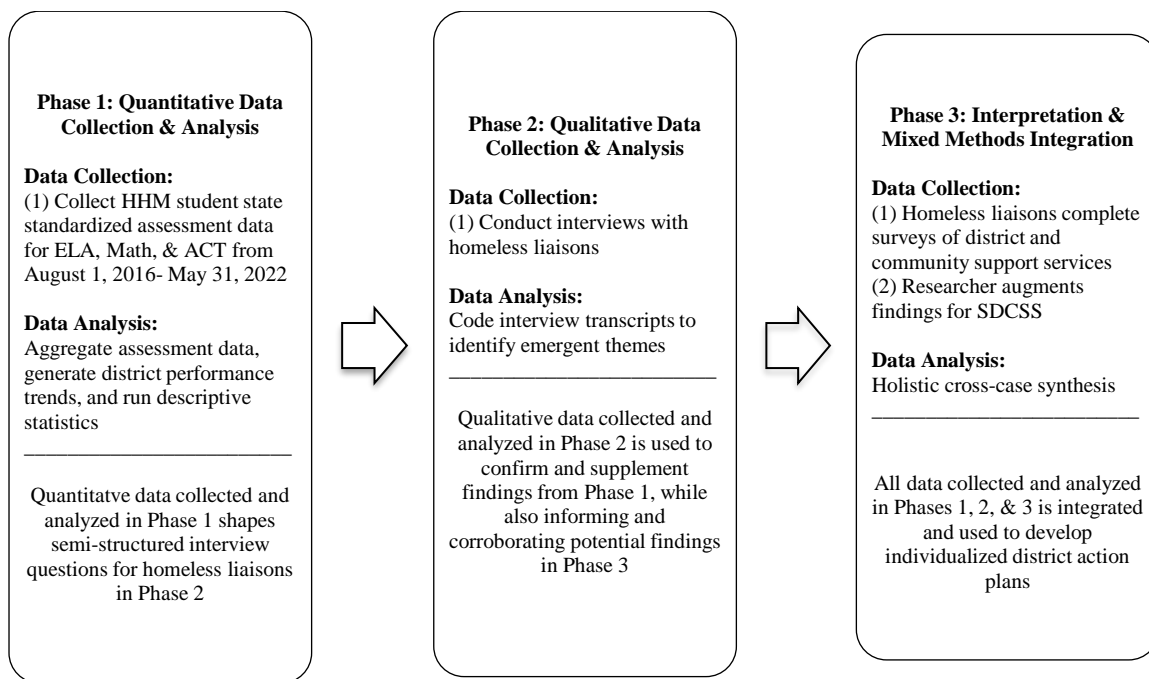 Phase 1: Quantitative Data
Collection & Analysis
Data Collection:
(1) Collect HHM student state
standardized assessment data
for ELA, Math, & ACT from
August 1, 2016- May 31, 2022
Data Analysis:
Aggregate assessment data,
generate district performance
trends, and run descriptive
statistics
Quantitatve data collected and
analyzed in Phase 1 shapes
semi-structured interview
questions for homeless liaisons
in Phase 2
Phase 2: Qualitative Data
Collection & Analysis
Data Collection:
(1) Conduct interviews with
homeless liaisons
Data Analysis:
Code interview transcripts to
identify emergent themes
Qualitative data collected and
analyzed in Phase 2 is used to
confirm and supplement
findings from Phase 1, while
also informing and
corroborating potential findings
in Phase 3
Phase 3: Interpretation &
Mixed Methods Integration
Data Collection:
(1) Homeless liaisons complete
surveys of district and
community support services
(2) Researcher augments
findings for SDCSS
Data Analysis:
Holistic cross-case synthesis
All data collected and analyzed
in Phases 1, 2, & 3 is integrated
and used to develop
individualized district action
plans